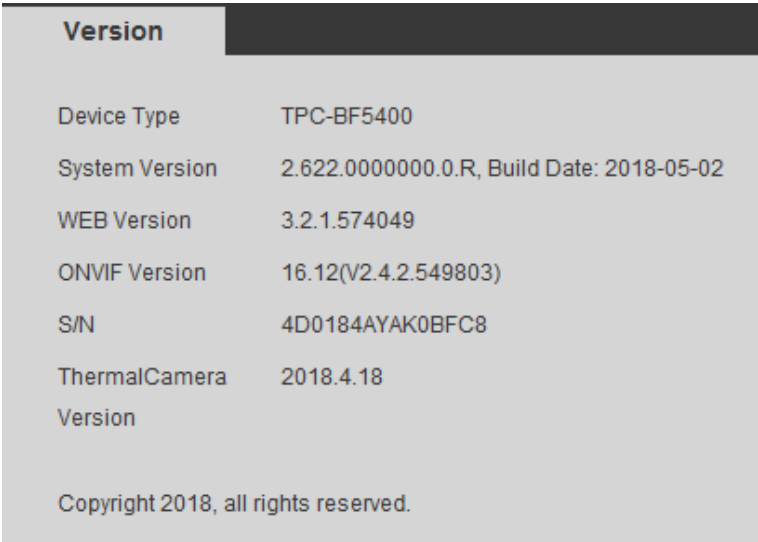 Version
Device Type TPC-BF5400
System Version 2.622.0000000.0.R, Build Date: 2018-05-02
WEB Version 3.2.1.574049
ONVIF Version 16.12(V2.4.2.549803)
S/N 4D0184AYAK0BFC8
ThermalCamera 2018.4.18
Version
Copyright 2018, all rights reserved.